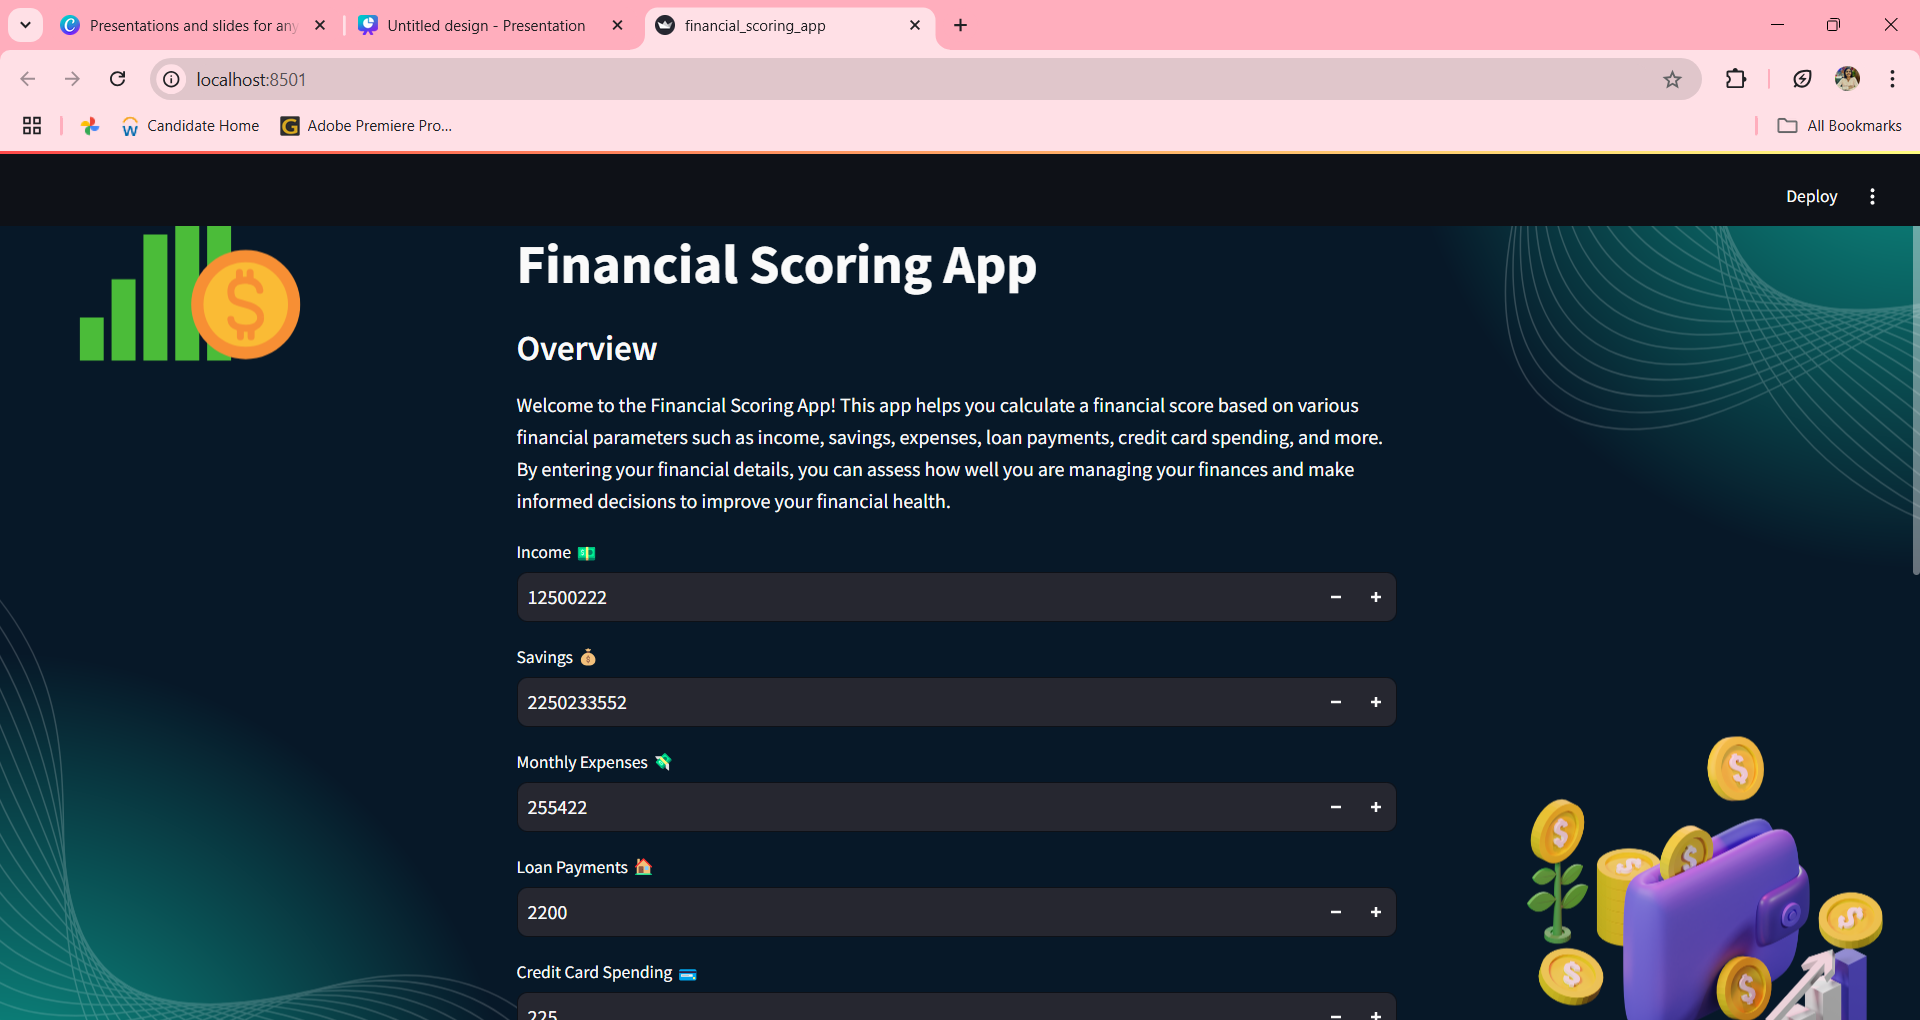 Presentations and slides for any
Untitled design - Presentation
financial_scoring_app
localhost:8501
Candidate Home
Adobe Premiere Pro...
All Bookmarks
Deploy
Financial Scoring App
Overview
Welcome to the Financial Scoring App! This app helps you calculate a financial score based on various
financial parameters such as income, savings, expenses, loan payments, credit card spending, and more.
By entering your financial details, you can assess how well you are managing your finances and make
informed decisions to improve your financial health.
Income 💵
12500222
Savings 💰
2250233552
Monthly Expenses 💸
255422
Loan Payments 🏠
2200
Credit Card Spending 💳
225